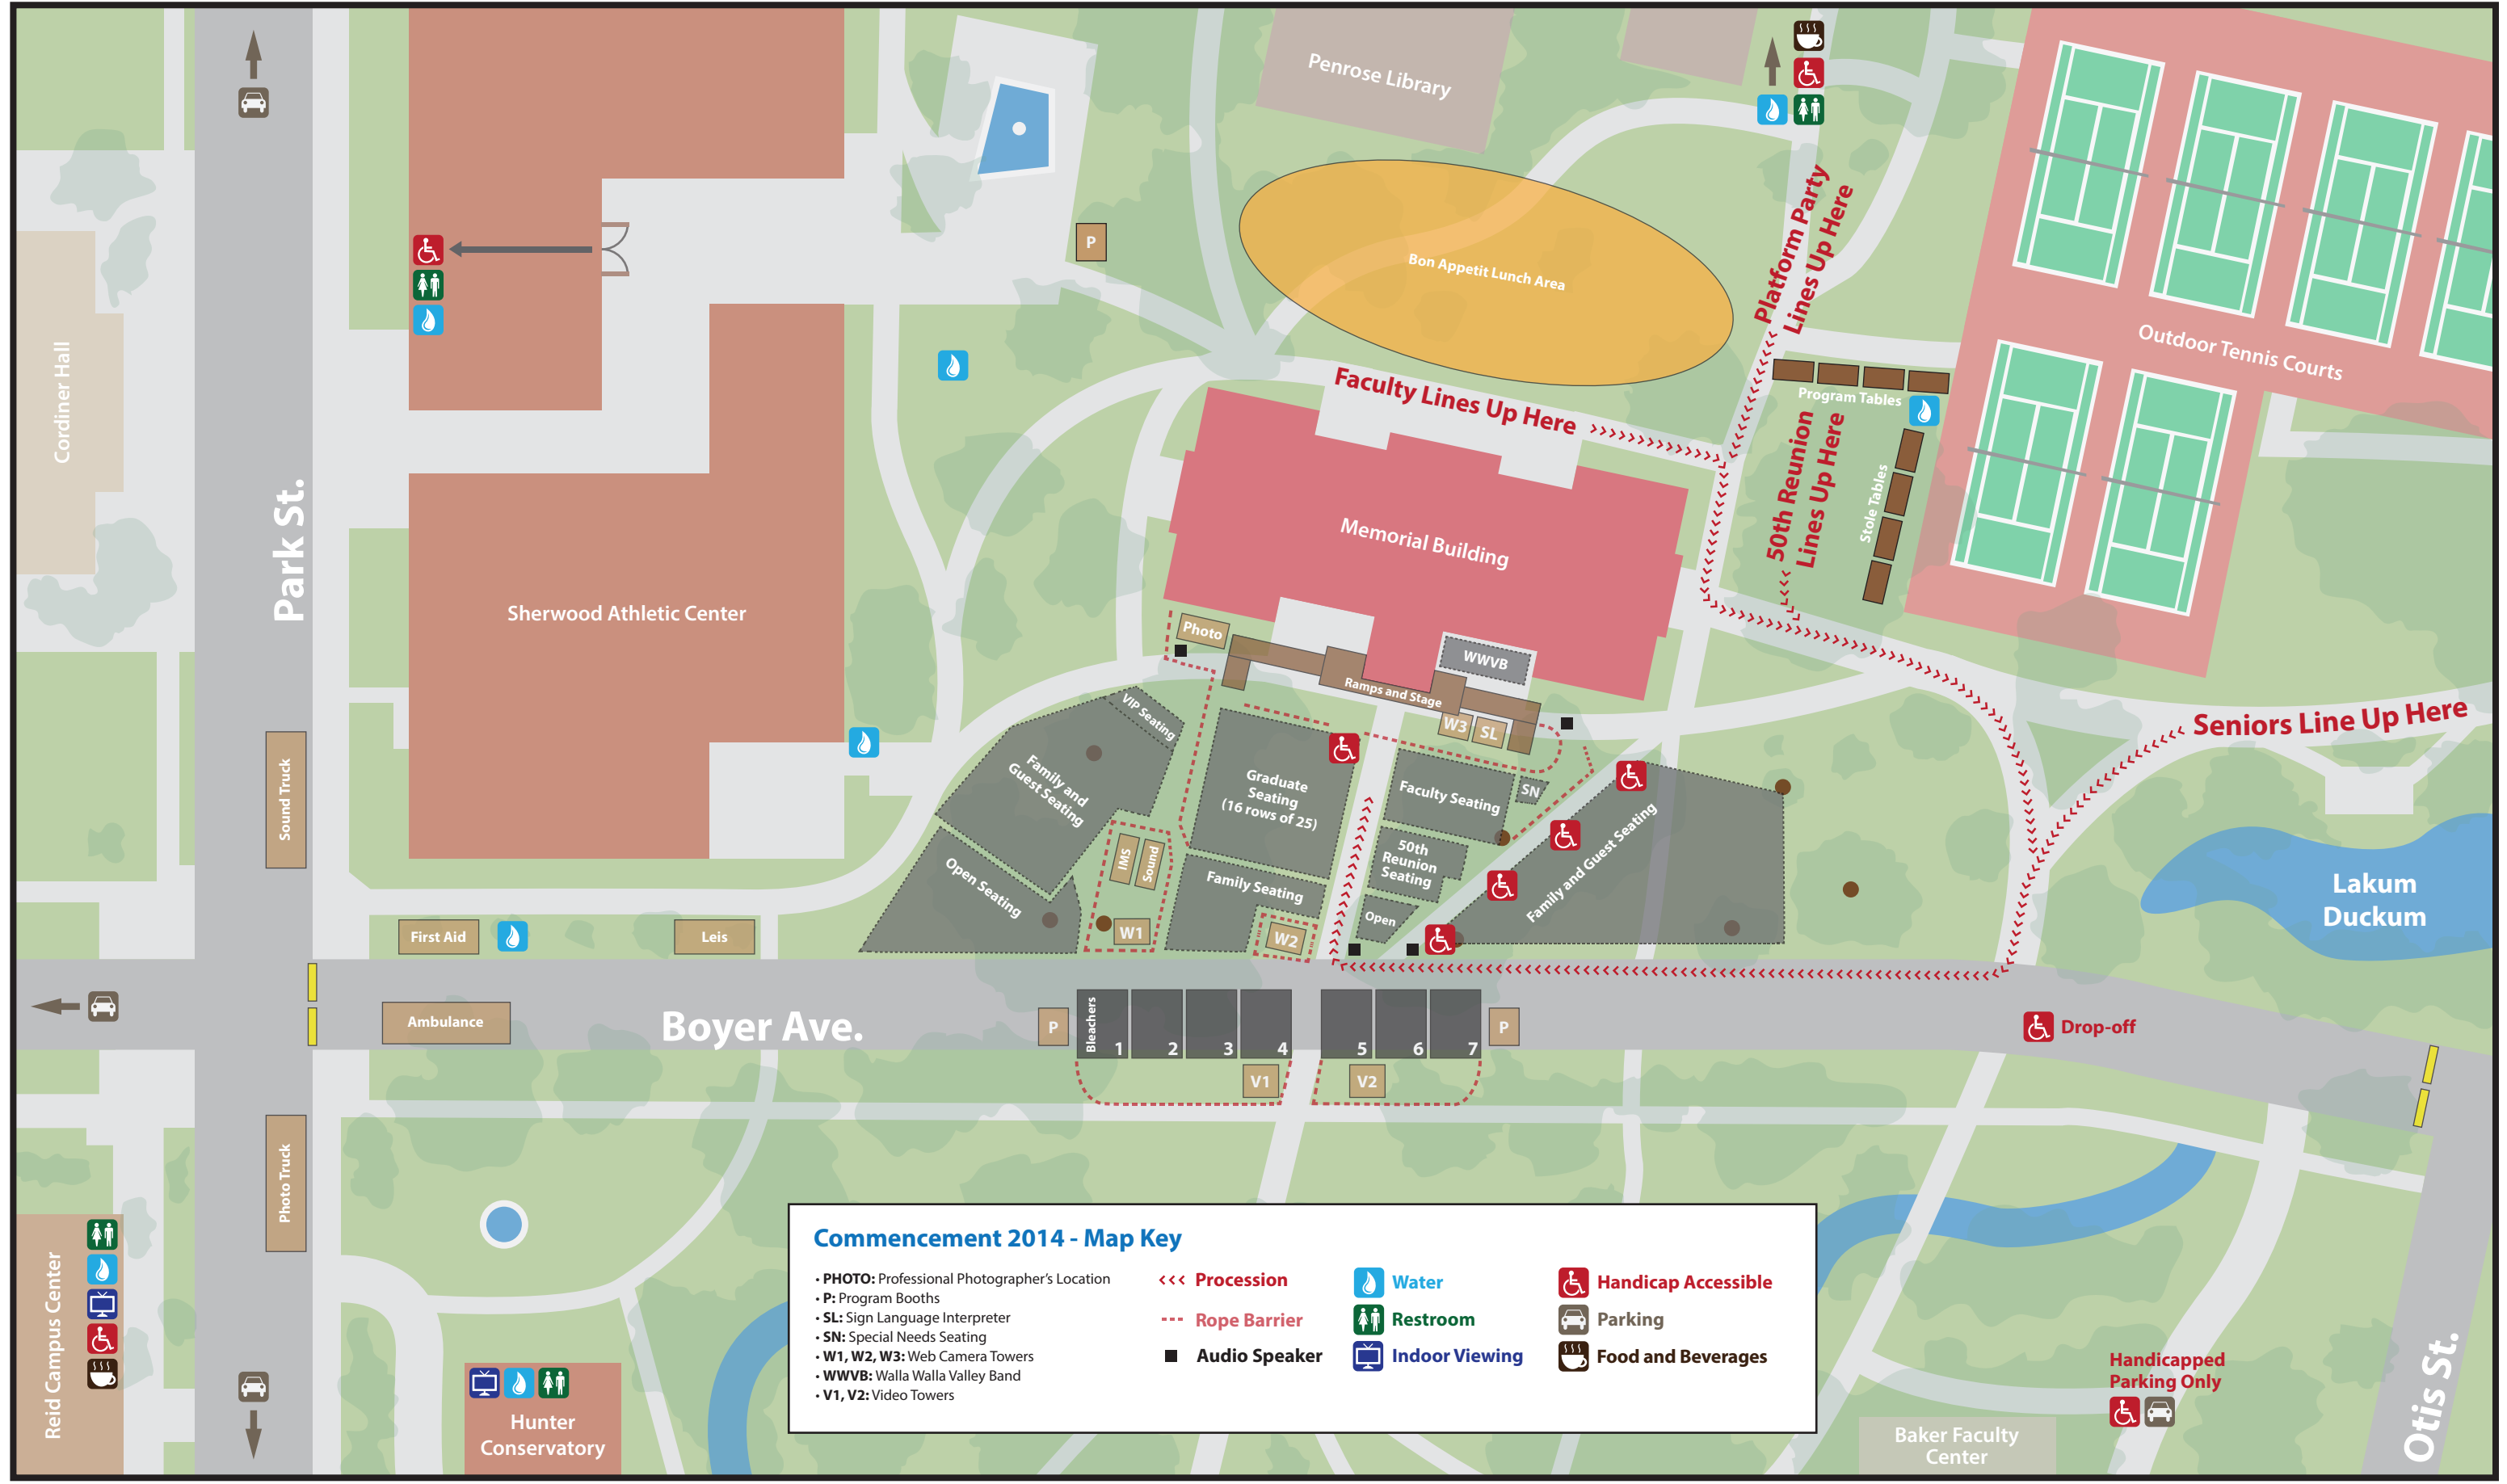 Penrose Library
Platform Party
Lines Up Here
P
Bon Appetit Lunch Area
Outdoor Tennis Courts
Cordiner Hall
Park St.
Faculty Lines Up Here
Program Tables
50th Reunion
Lines Up Here
Stole Tables
Memorial Building
Sherwood Athletic Center
Photo
WWVB
Ramps and Stage
W3
SL
VIP Seating
Seniors Line Up Here
Sound Truck
Family and
Guest Seating
Graduate
Seating
(16 rows of 25)
Faculty Seating
SN
Family and Guest Seating
50th
Reunion
Seating
IMS
Sound
Open Seating
Family Seating
Open
Lakum
Duckum
First Aid
Leis
W1
W2
Ambulance
Boyer Ave.
P
Bleachers
1
2
3
4
5
6
7
P
Drop-off
V1
V2
Photo Truck
Reid Campus Center
Hunter
Conservatory
Commencement 2014 - Map Key
• PHOTO: Professional Photographer's Location
• P: Program Booths
• SL: Sign Language Interpreter
• SN: Special Needs Seating
• W1, W2, W3: Web Camera Towers
• WWVB: Walla Walla Valley Band
• V1, V2: Video Towers
Procession
Rope Barrier
Audio Speaker
Water
Restroom
Indoor Viewing
Handicap Accessible
Parking
Food and Beverages
Handicapped
Parking Only
Baker Faculty
Center
Otis St.